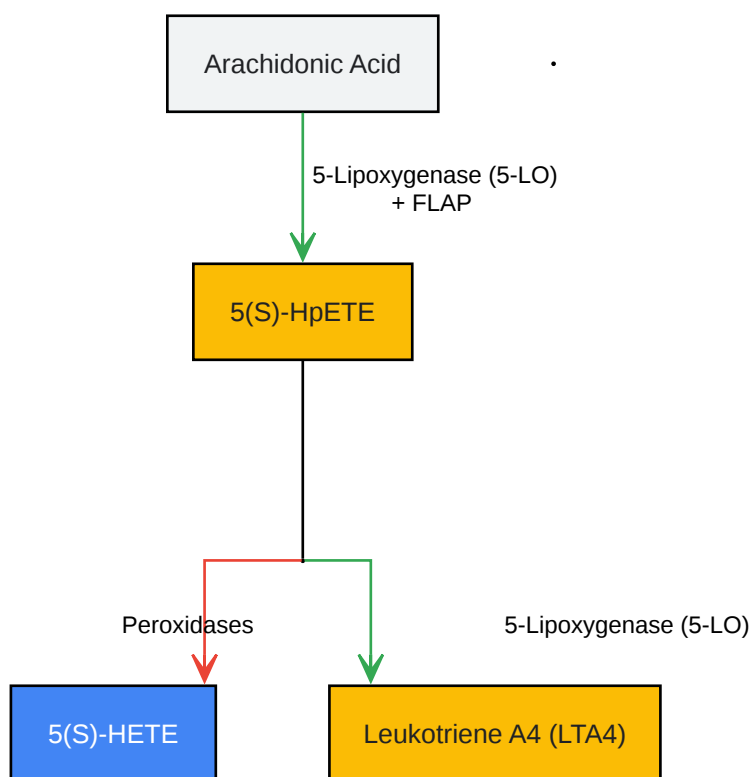 Arachidonic Acid
5-Lipoxygenase (5-LO)
+ FLAP
5(S)-HpETE
Peroxidases
5-Lipoxygenase (5-LO)
5(S)-HETE
Leukotriene A4 (LTA4)